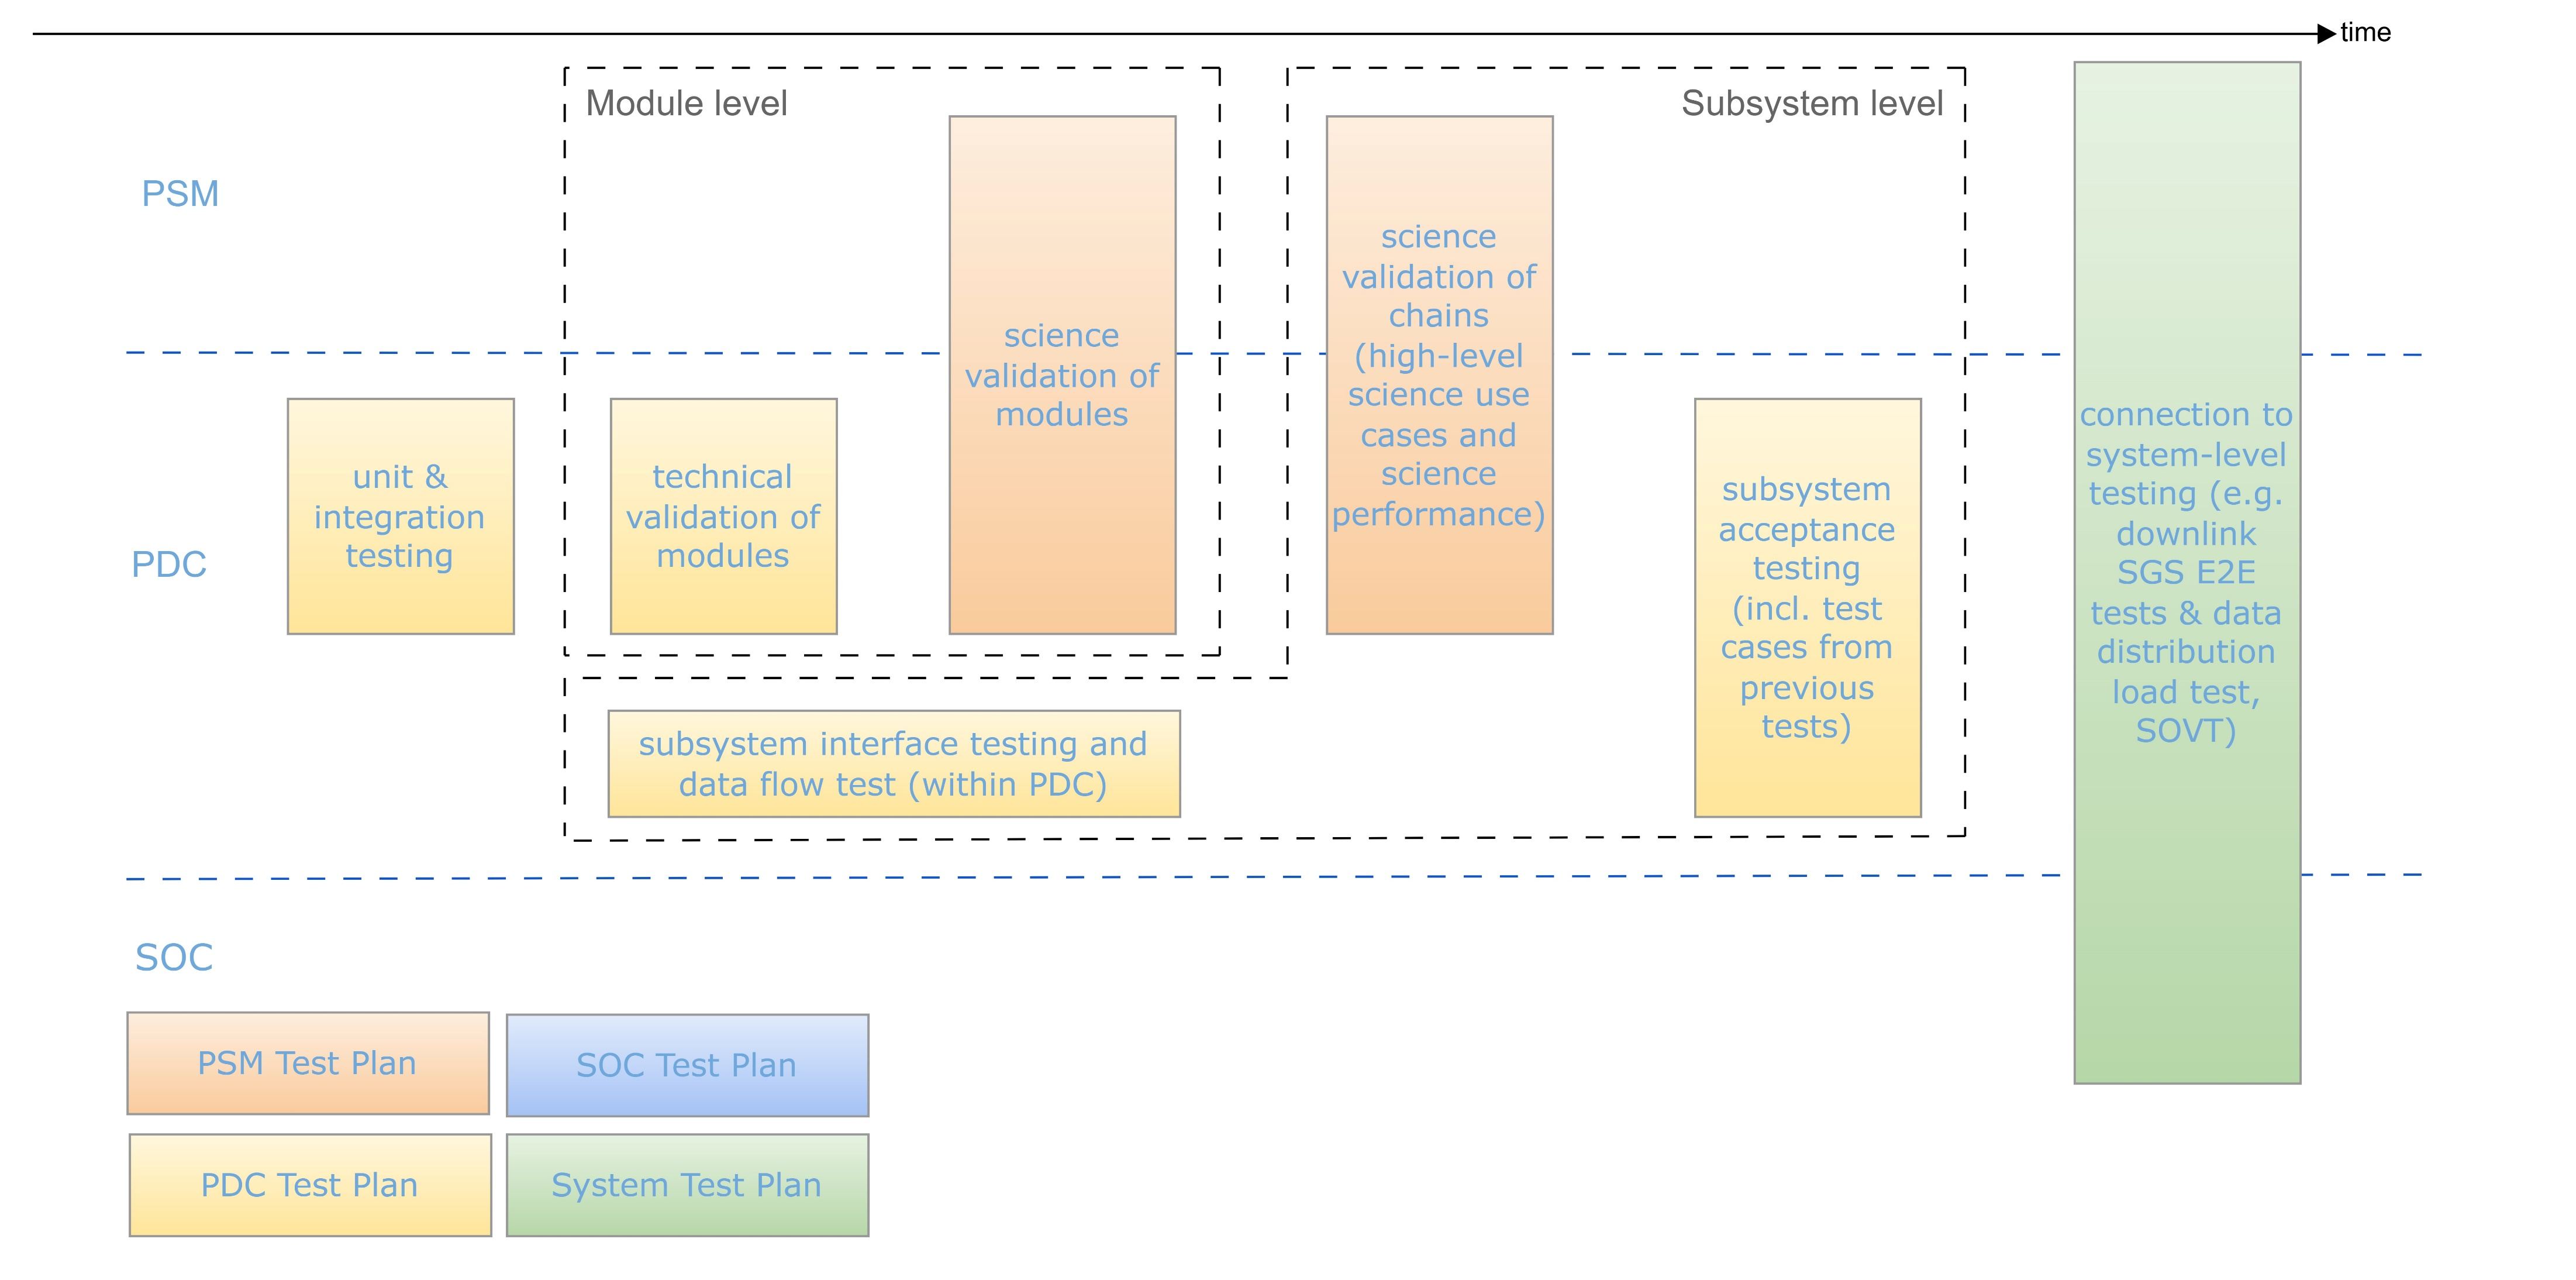 time
Module level
Subsystem level
PSM
science
validation of
modules
science
validation of
chains
(high-level
science use
cases and
science
performance)
PDC
unit &
integration
testing
technical
validation of
modules
subsystem interface testing and
data flow test (within PDC)
subsystem
acceptance
testing
(incl. test
cases from
previous
tests)
connection to
system-level
testing (e.g.
downlink
SGS E2E
tests & data
distribution
load test,
SOVT)
SOC
PSM Test Plan
SOC Test Plan
PDC Test Plan
System Test Plan